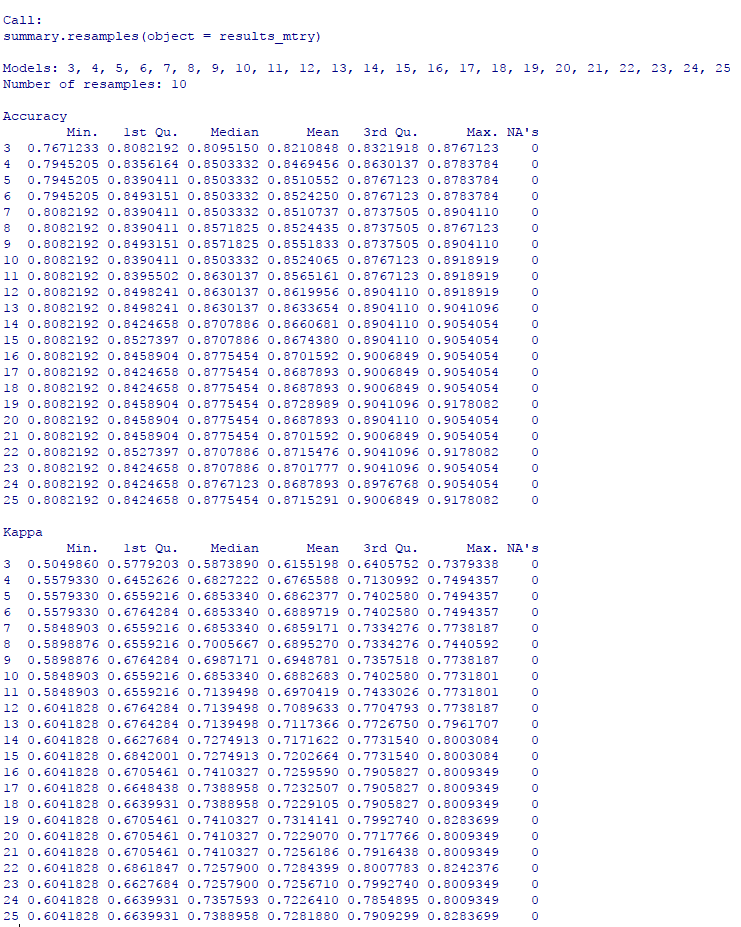 Call:
summary.resamples(object = results_mtry)
Models: 3, 4, 5, 6, 7, 8, 9, 10, 11, 12, 13, 14, 15, 16, 17, 18, 19, 20, 21, 22, 23, 24, 25
Number of resamples: 10
Accuracy
Min. 1st Qu. Median Mean 3rd Qu. Max. NA's
3 0.7671233 0.8082192 0.8095150 0.8210848 0.8321918 0.8767123 0
4 0.7945205 0.8356164 0.8503332 0.8469456 0.8630137 0.8783784 0
5 0.7945205 0.8390411 0.8503332 0.8510552 0.8767123 0.8783784 0
6 0.7945205 0.8493151 0.8503332 0.8524250 0.8767123 0.8783784 0
7 0.8082192 0.8390411 0.8503332 0.8510737 0.8737505 0.8904110 0
8 0.8082192 0.8390411 0.8571825 0.8524435 0.8737505 0.8767123 0
9 0.8082192 0.8493151 0.8571825 0.8551833 0.8737505 0.8904110 0
10 0.8082192 0.8390411 0.8503332 0.8524065 0.8767123 0.8918919 0
11 0.8082192 0.8395502 0.8630137 0.8565161 0.8767123 0.8918919 0
12 0.8082192 0.8498241 0.8630137 0.8619956 0.8904110 0.8918919 0
13 0.8082192 0.8498241 0.8630137 0.8633654 0.8904110 0.9041096 0
14 0.8082192 0.8424658 0.8707886 0.8660681 0.8904110 0.9054054 0
15 0.8082192 0.8527397 0.8707886 0.8674380 0.8904110 0.9054054 0
16 0.8082192 0.8458904 0.8775454 0.8701592 0.9006849 0.9054054 0
17 0.8082192 0.8424658 0.8775454 0.8687893 0.9006849 0.9054054 0
18 0.8082192 0.8424658 0.8775454 0.8687893 0.9006849 0.9054054 0
19 0.8082192 0.8458904 0.8775454 0.8728989 0.9041096 0.9178082 0
20 0.8082192 0.8458904 0.8775454 0.8687893 0.8904110 0.9054054 0
21 0.8082192 0.8458904 0.8775454 0.8701592 0.9006849 0.9054054 0
22 0.8082192 0.8527397 0.8707886 0.8715476 0.9041096 0.9178082 0
23 0.8082192 0.8424658 0.8707886 0.8701777 0.9041096 0.9054054 0
24 0.8082192 0.8424658 0.8767123 0.8687893 0.8976768 0.9054054 0
25 0.8082192 0.8424658 0.8775454 0.8715291 0.9006849 0.9178082 0
Kappa
Min. 1st Qu. Median Mean 3rd Qu. Max. NA's
3 0.5049860 0.5779203 0.5873890 0.6155198 0.6405752 0.7379338 0
4 0.5579330 0.6452626 0.6827222 0.6765588 0.7130992 0.7494357 0
5 0.5579330 0.6559216 0.6853340 0.6862377 0.7402580 0.7494357 0
6 0.5579330 0.6764284 0.6853340 0.6889719 0.7402580 0.7494357 0
7 0.5848903 0.6559216 0.6853340 0.6859171 0.7334276 0.7738187 0
8 0.5898876 0.6559216 0.7005667 0.6895270 0.7334276 0.7440592 0
9 0.5898876 0.6764284 0.6987171 0.6948781 0.7357518 0.7738187 0
10 0.5848903 0.6559216 0.6853340 0.6882683 0.7402580 0.7731801 0
11 0.5848903 0.6559216 0.7139498 0.6970419 0.7433026 0.7731801 0
12 0.6041828 0.6764284 0.7139498 0.7089633 0.7704793 0.7738187 0
13 0.6041828 0.6764284 0.7139498 0.7117366 0.7726750 0.7961707 0
14 0.6041828 0.6627684 0.7274913 0.7171622 0.7731540 0.8003084 0
15 0.6041828 0.6842001 0.7274913 0.7202664 0.7731540 0.8003084 0
16 0.6041828 0.6705461 0.7410327 0.7259590 0.7905827 0.8009349 0
17 0.6041828 0.6648438 0.7388958 0.7232507 0.7905827 0.8009349 0
18 0.6041828 0.6639931 0.7388958 0.7229105 0.7905827 0.8009349 0
19 0.6041828 0.6705461 0.7410327 0.7314141 0.7992740 0.8283699 0
20 0.6041828 0.6705461 0.7410327 0.7229070 0.7717766 0.8009349 0
21 0.6041828 0.6705461 0.7410327 0.7256186 0.7916438 0.8009349 0
22 0.6041828 0.6861847 0.7257900 0.7284399 0.8007783 0.8242376 0
23 0.6041828 0.6627684 0.7257900 0.7256710 0.7992740 0.8009349 0
24 0.6041828 0.6639931 0.7357593 0.7226410 0.7854895 0.8009349 0
25 0.6041828 0.6639931 0.7388958 0.7281880 0.7909299 0.8283699 0